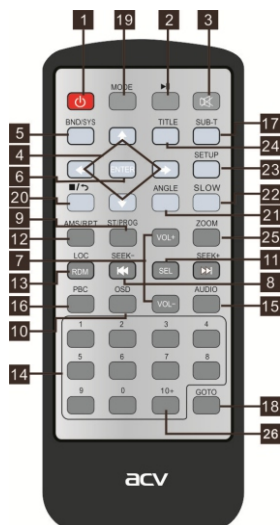 1 19 2 3
MODE ▶II
5 BND/SYS TITLE SUB-T 17
4 24
6 ENTER SETUP 23
20 ■/⮌ ANGLE SLOW 22
9 21
12 AMS/RPT ST/PROG VOL+ ZOOM 25
7 11
13 LOC SEEK- SEEK+
RDM ⏮ SEL ⏭ 8
10
16 PBC OSD VOL- AUDIO 15
1 2 3 4
14 5 6 7 8
9 0 10+ GOTO 18
26
acv